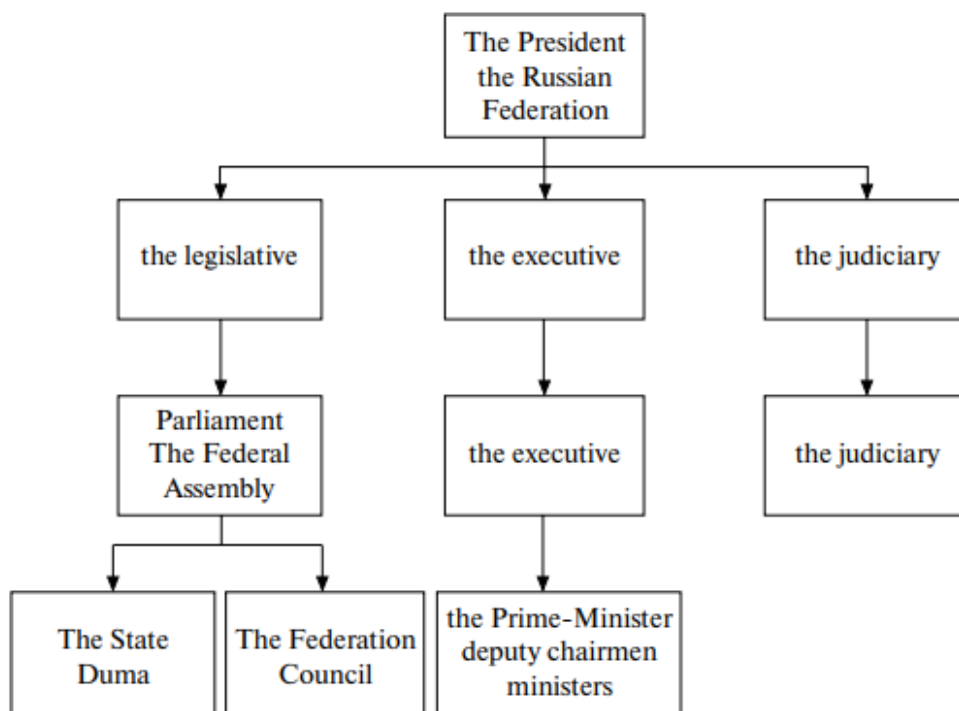 The President
the Russian
Federation
the legislative
the executive
the judiciary
Parliament
The Federal
Assembly
the executive
the judiciary
The State
Duma
The Federation
Council
the Prime-Minister
deputy chairmen
ministers